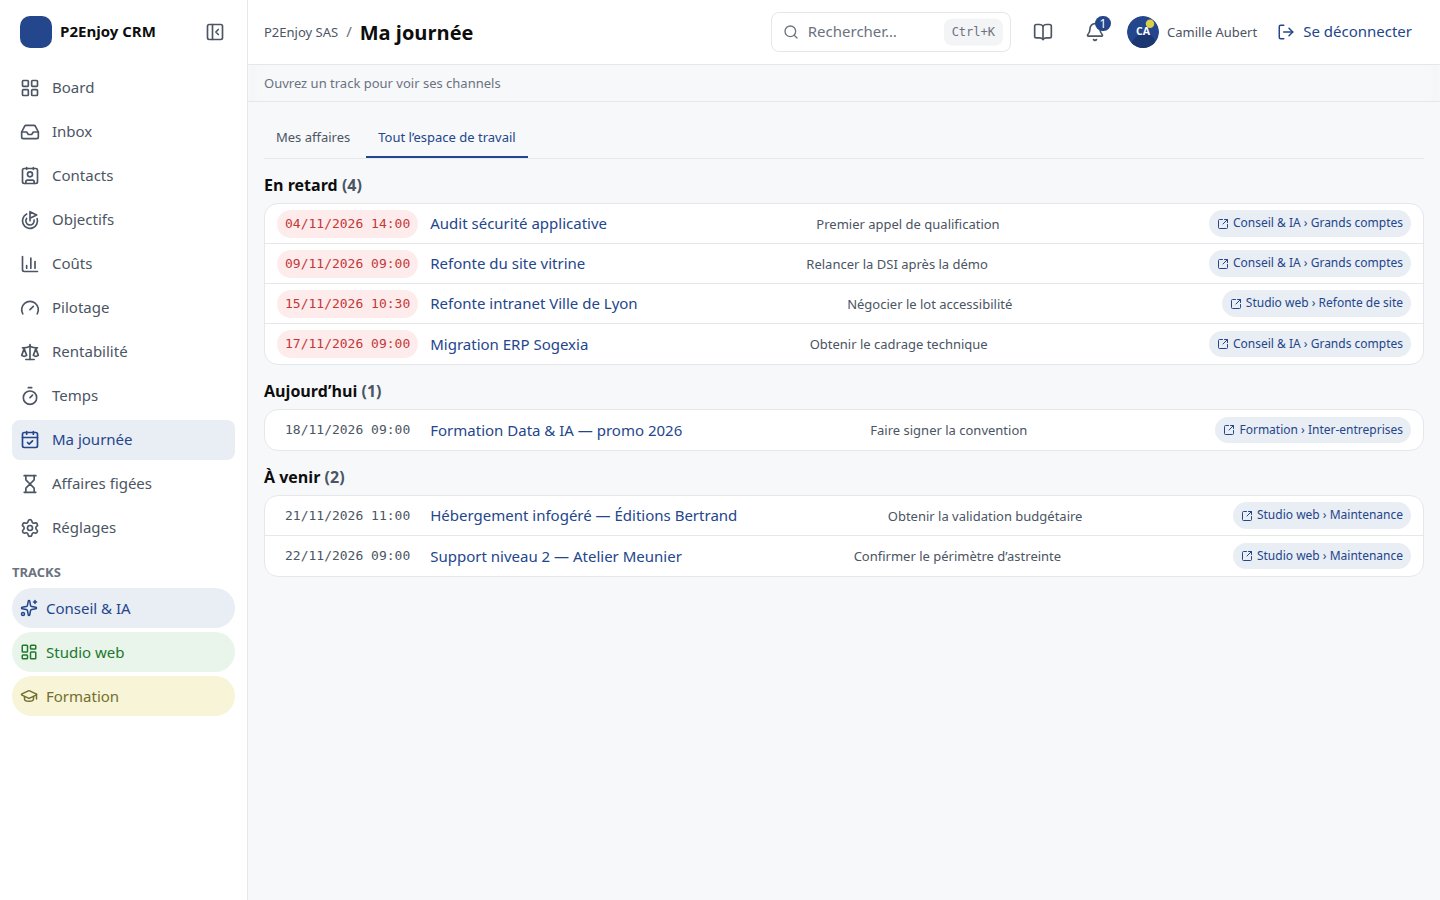 P2Enjoy CRM
Board
Inbox
Contacts
Objectifs
Coûts
Pilotage
Rentabilité
Temps
Ma journée
Affaires figées
Réglages
TRACKS
Conseil & IA
Studio web
Formation
P2Enjoy SAS / Ma journée
Rechercher... Ctrl+K
1
CA Camille Aubert
Se déconnecter
Ouvrez un track pour voir ses channels
Mes affaires Tout l’espace de travail
En retard (4)
04/11/2026 14:00 Audit sécurité applicative Premier appel de qualification Conseil & IA › Grands comptes
09/11/2026 09:00 Refonte du site vitrine Relancer la DSI après la démo Conseil & IA › Grands comptes
15/11/2026 10:30 Refonte intranet Ville de Lyon Négocier le lot accessibilité Studio web › Refonte de site
17/11/2026 09:00 Migration ERP Sogexia Obtenir le cadrage technique Conseil & IA › Grands comptes
Aujourd’hui (1)
18/11/2026 09:00 Formation Data & IA — promo 2026 Faire signer la convention Formation › Inter-entreprises
À venir (2)
21/11/2026 11:00 Hébergement infogéré — Éditions Bertrand Obtenir la validation budgétaire Studio web › Maintenance
22/11/2026 09:00 Support niveau 2 — Atelier Meunier Confirmer le périmètre d’astreinte Studio web › Maintenance